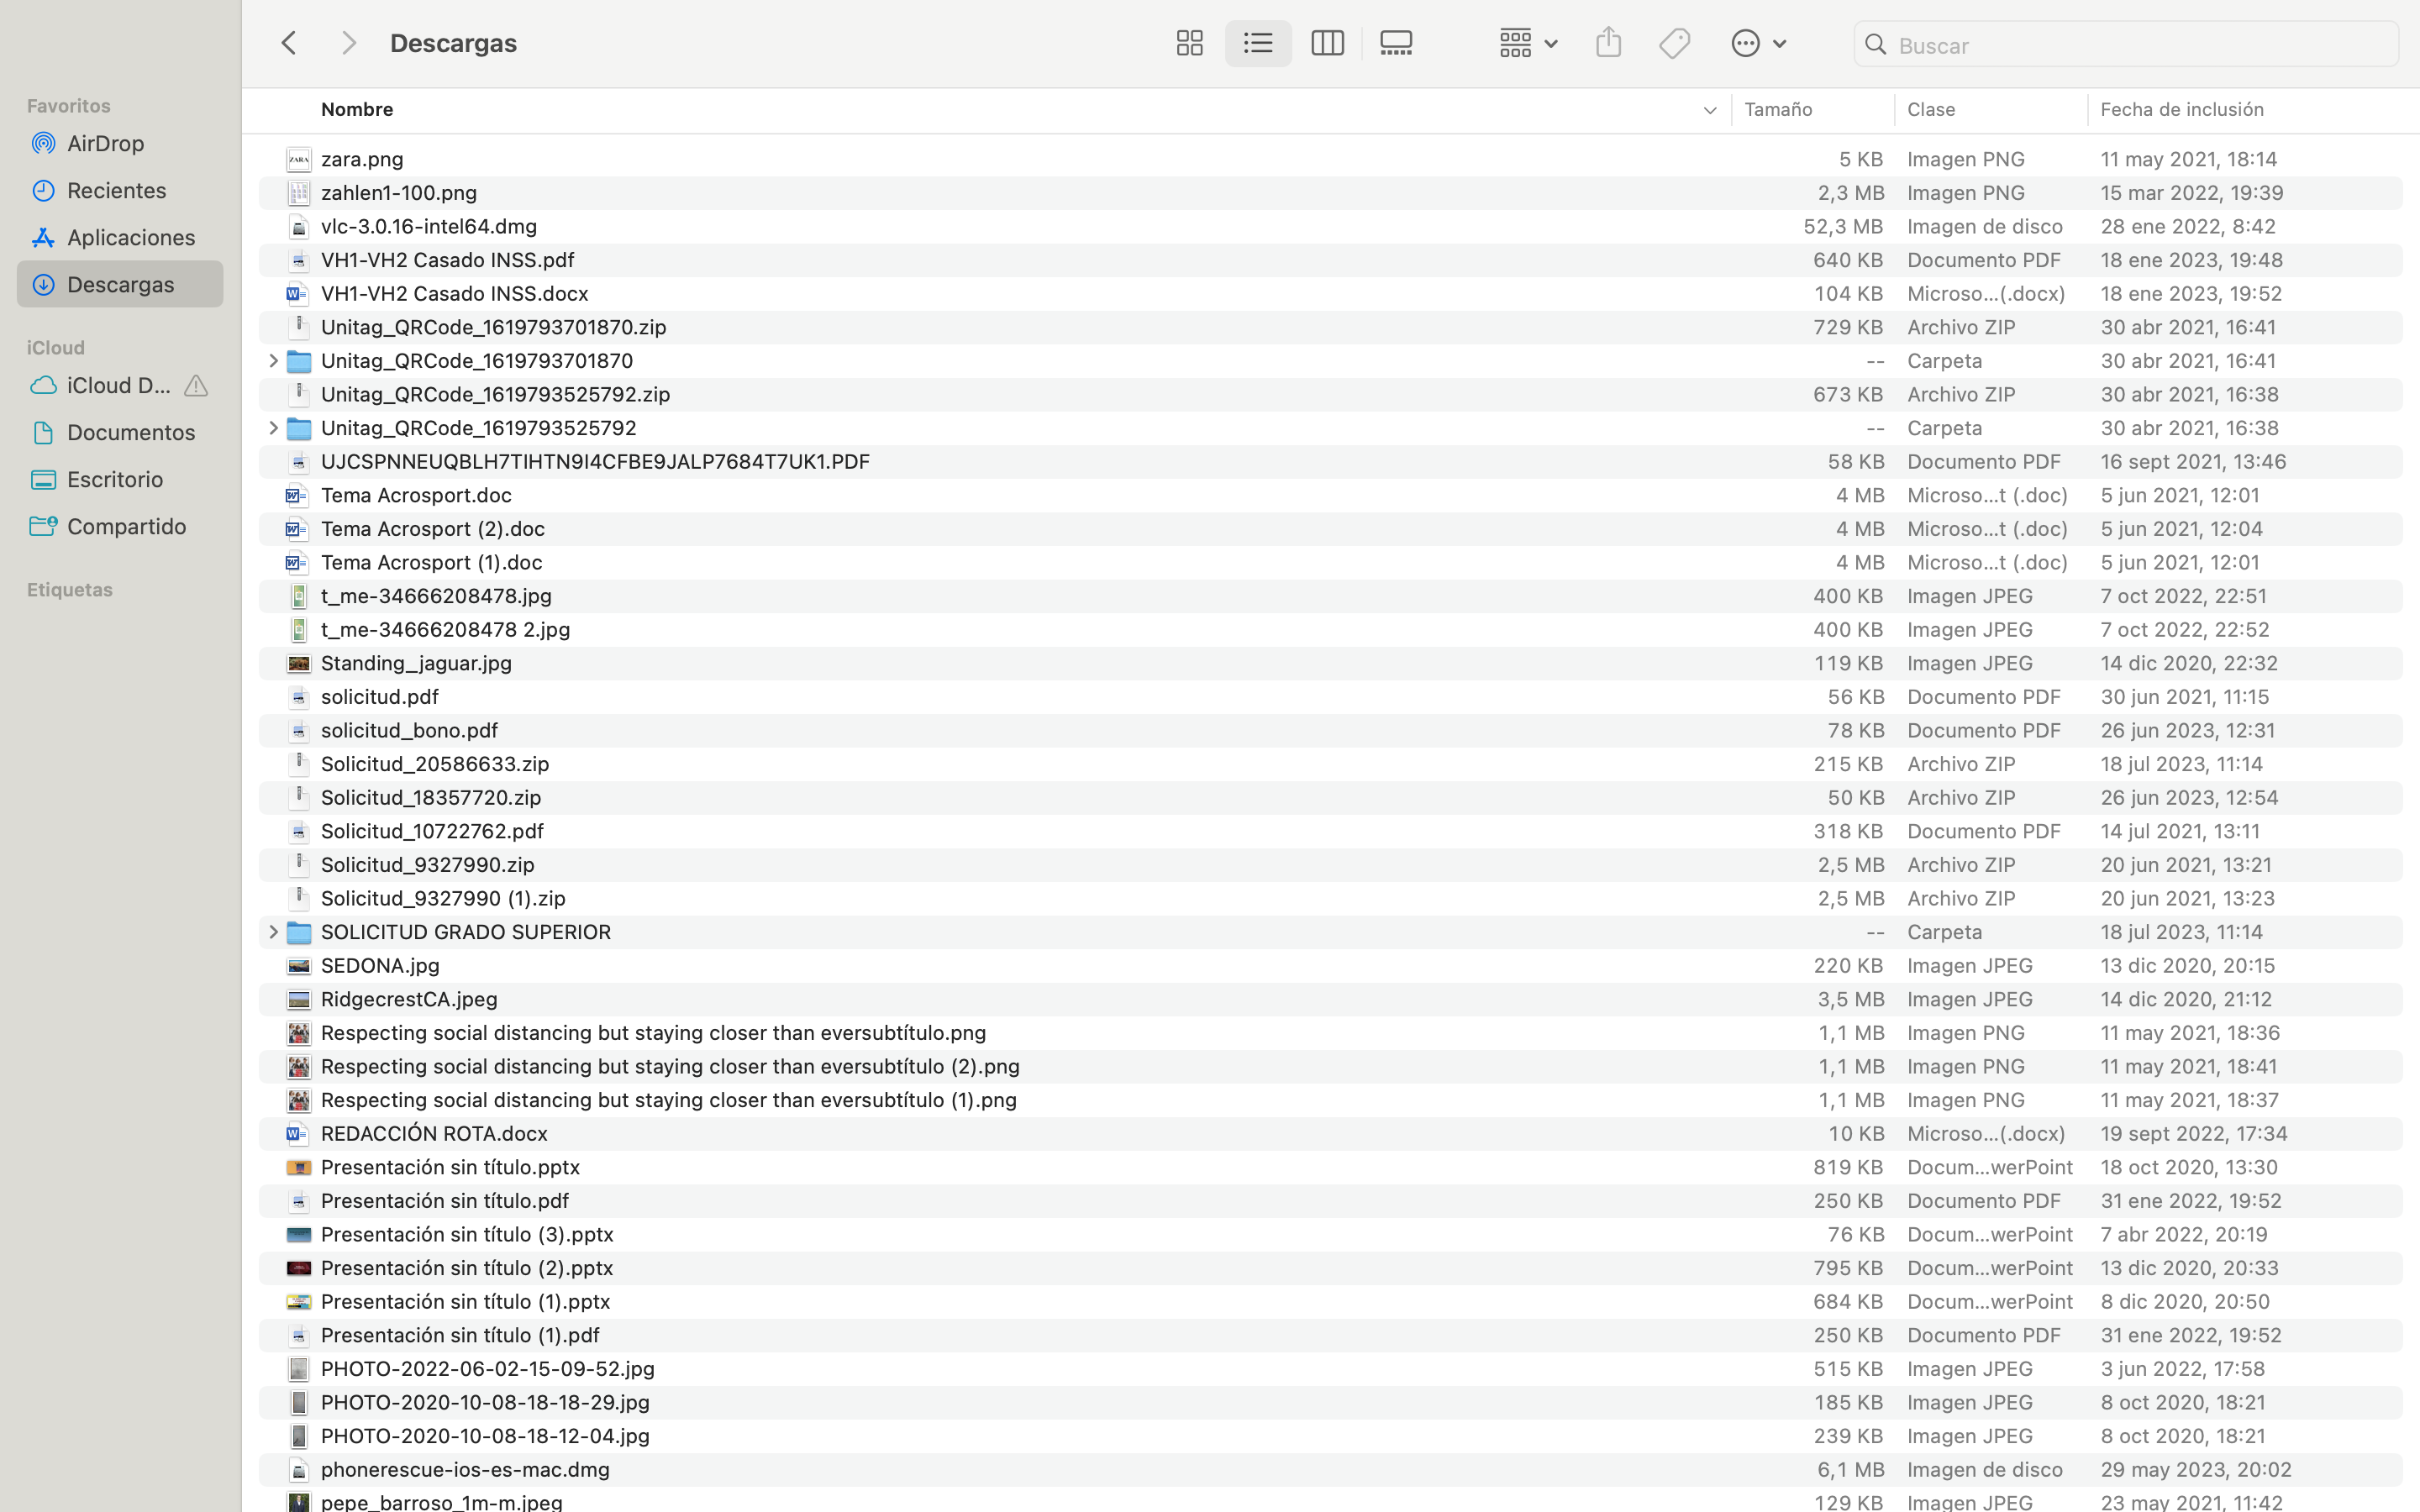 Descargas
Buscar
Favoritos
AirDrop
Recientes
Aplicaciones
Descargas
iCloud
iCloud D...
Documentos
Escritorio
Compartido
Etiquetas
Nombre Tamaño Clase Fecha de inclusión
zara.png 5 KB Imagen PNG 11 may 2021, 18:14
zahlen1-100.png 2,3 MB Imagen PNG 15 mar 2022, 19:39
vlc-3.0.16-intel64.dmg 52,3 MB Imagen de disco 28 ene 2022, 8:42
VH1-VH2 Casado INSS.pdf 640 KB Documento PDF 18 ene 2023, 19:48
VH1-VH2 Casado INSS.docx 104 KB Microso...(.docx) 18 ene 2023, 19:52
Unitag_QRCode_1619793701870.zip 729 KB Archivo ZIP 30 abr 2021, 16:41
Unitag_QRCode_1619793701870 -- Carpeta 30 abr 2021, 16:41
Unitag_QRCode_1619793525792.zip 673 KB Archivo ZIP 30 abr 2021, 16:38
Unitag_QRCode_1619793525792 -- Carpeta 30 abr 2021, 16:38
UJCSPNNEUQBLH7TIHTN9I4CFBE9JALP7684T7UK1.PDF 58 KB Documento PDF 16 sept 2021, 13:46
Tema Acrosport.doc 4 MB Microso...t (.doc) 5 jun 2021, 12:01
Tema Acrosport (2).doc 4 MB Microso...t (.doc) 5 jun 2021, 12:04
Tema Acrosport (1).doc 4 MB Microso...t (.doc) 5 jun 2021, 12:01
t_me-34666208478.jpg 400 KB Imagen JPEG 7 oct 2022, 22:51
t_me-34666208478 2.jpg 400 KB Imagen JPEG 7 oct 2022, 22:52
Standing_jaguar.jpg 119 KB Imagen JPEG 14 dic 2020, 22:32
solicitud.pdf 56 KB Documento PDF 30 jun 2021, 11:15
solicitud_bono.pdf 78 KB Documento PDF 26 jun 2023, 12:31
Solicitud_20586633.zip 215 KB Archivo ZIP 18 jul 2023, 11:14
Solicitud_18357720.zip 50 KB Archivo ZIP 26 jun 2023, 12:54
Solicitud_10722762.pdf 318 KB Documento PDF 14 jul 2021, 13:11
Solicitud_9327990.zip 2,5 MB Archivo ZIP 20 jun 2021, 13:21
Solicitud_9327990 (1).zip 2,5 MB Archivo ZIP 20 jun 2021, 13:23
SOLICITUD GRADO SUPERIOR -- Carpeta 18 jul 2023, 11:14
SEDONA.jpg 220 KB Imagen JPEG 13 dic 2020, 20:15
RidgecrestCA.jpeg 3,5 MB Imagen JPEG 14 dic 2020, 21:12
Respecting social distancing but staying closer than eversubtítulo.png 1,1 MB Imagen PNG 11 may 2021, 18:36
Respecting social distancing but staying closer than eversubtítulo (2).png 1,1 MB Imagen PNG 11 may 2021, 18:41
Respecting social distancing but staying closer than eversubtítulo (1).png 1,1 MB Imagen PNG 11 may 2021, 18:37
REDACCIÓN ROTA.docx 10 KB Microso...(.docx) 19 sept 2022, 17:34
Presentación sin título.pptx 819 KB Docum...werPoint 18 oct 2020, 13:30
Presentación sin título.pdf 250 KB Documento PDF 31 ene 2022, 19:52
Presentación sin título (3).pptx 76 KB Docum...werPoint 7 abr 2022, 20:19
Presentación sin título (2).pptx 795 KB Docum...werPoint 13 dic 2020, 20:33
Presentación sin título (1).pptx 684 KB Docum...werPoint 8 dic 2020, 20:50
Presentación sin título (1).pdf 250 KB Documento PDF 31 ene 2022, 19:52
PHOTO-2022-06-02-15-09-52.jpg 515 KB Imagen JPEG 3 jun 2022, 17:58
PHOTO-2020-10-08-18-18-29.jpg 185 KB Imagen JPEG 8 oct 2020, 18:21
PHOTO-2020-10-08-18-12-04.jpg 239 KB Imagen JPEG 8 oct 2020, 18:21
phonerescue-ios-es-mac.dmg 6,1 MB Imagen de disco 29 may 2023, 20:02
pepe_barroso_1m-m.jpeg 129 KB Imagen JPEG 23 may 2021, 11:42